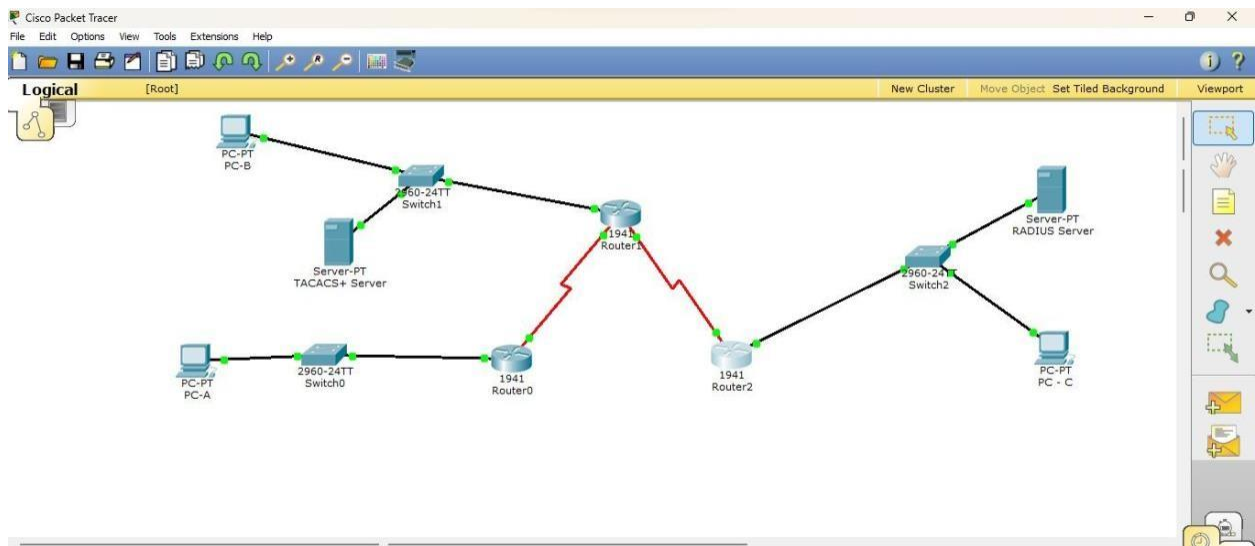 Cisco Packet Tracer
File Edit Options View Tools Extensions Help
Logical [Root] New Cluster Move Object Set Tiled Background Viewport
PC-PT
PC-B
2960-24TT
Switch1
Server-PT
TACACS+ Server
1941
Router1
Server-PT
RADIUS Server
2960-24TT
Switch2
PC-PT
PC-A
2960-24TT
Switch0
1941
Router0
1941
Router2
PC-PT
PC - C